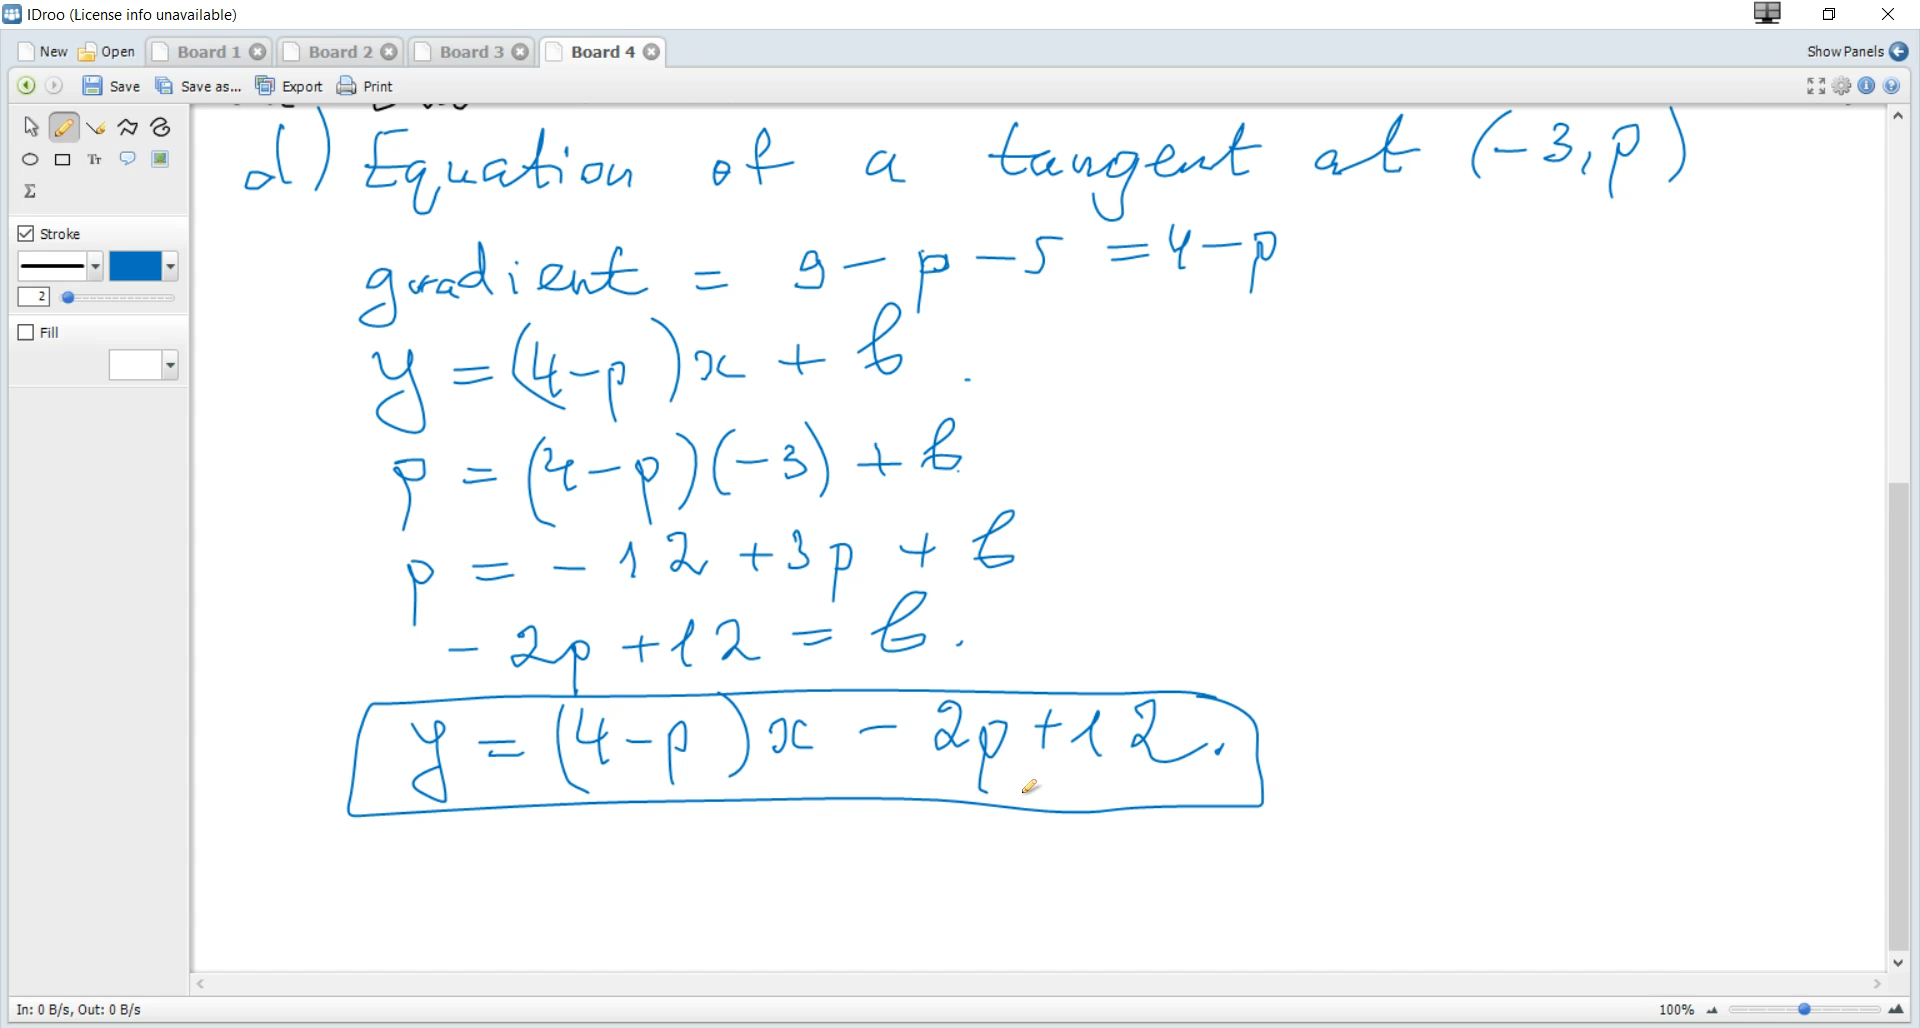 IDroo (License info unavailable)
New Open Board 1 Board 2 Board 3 Board 4 Show Panels
Save Save as... Export Print
d) Equation of a tangent at (-3, p)
gradient = 9 - p - 5 = 4 - p
y = (4-p)x + b
p = (4-p)(-3) + b
p = -12 + 3p + b
-2p + 12 = b.
y = (4-p)x - 2p + 12.
Tт
Σ
Stroke
2
Fill
In: 0 B/s, Out: 0 B/s 100%